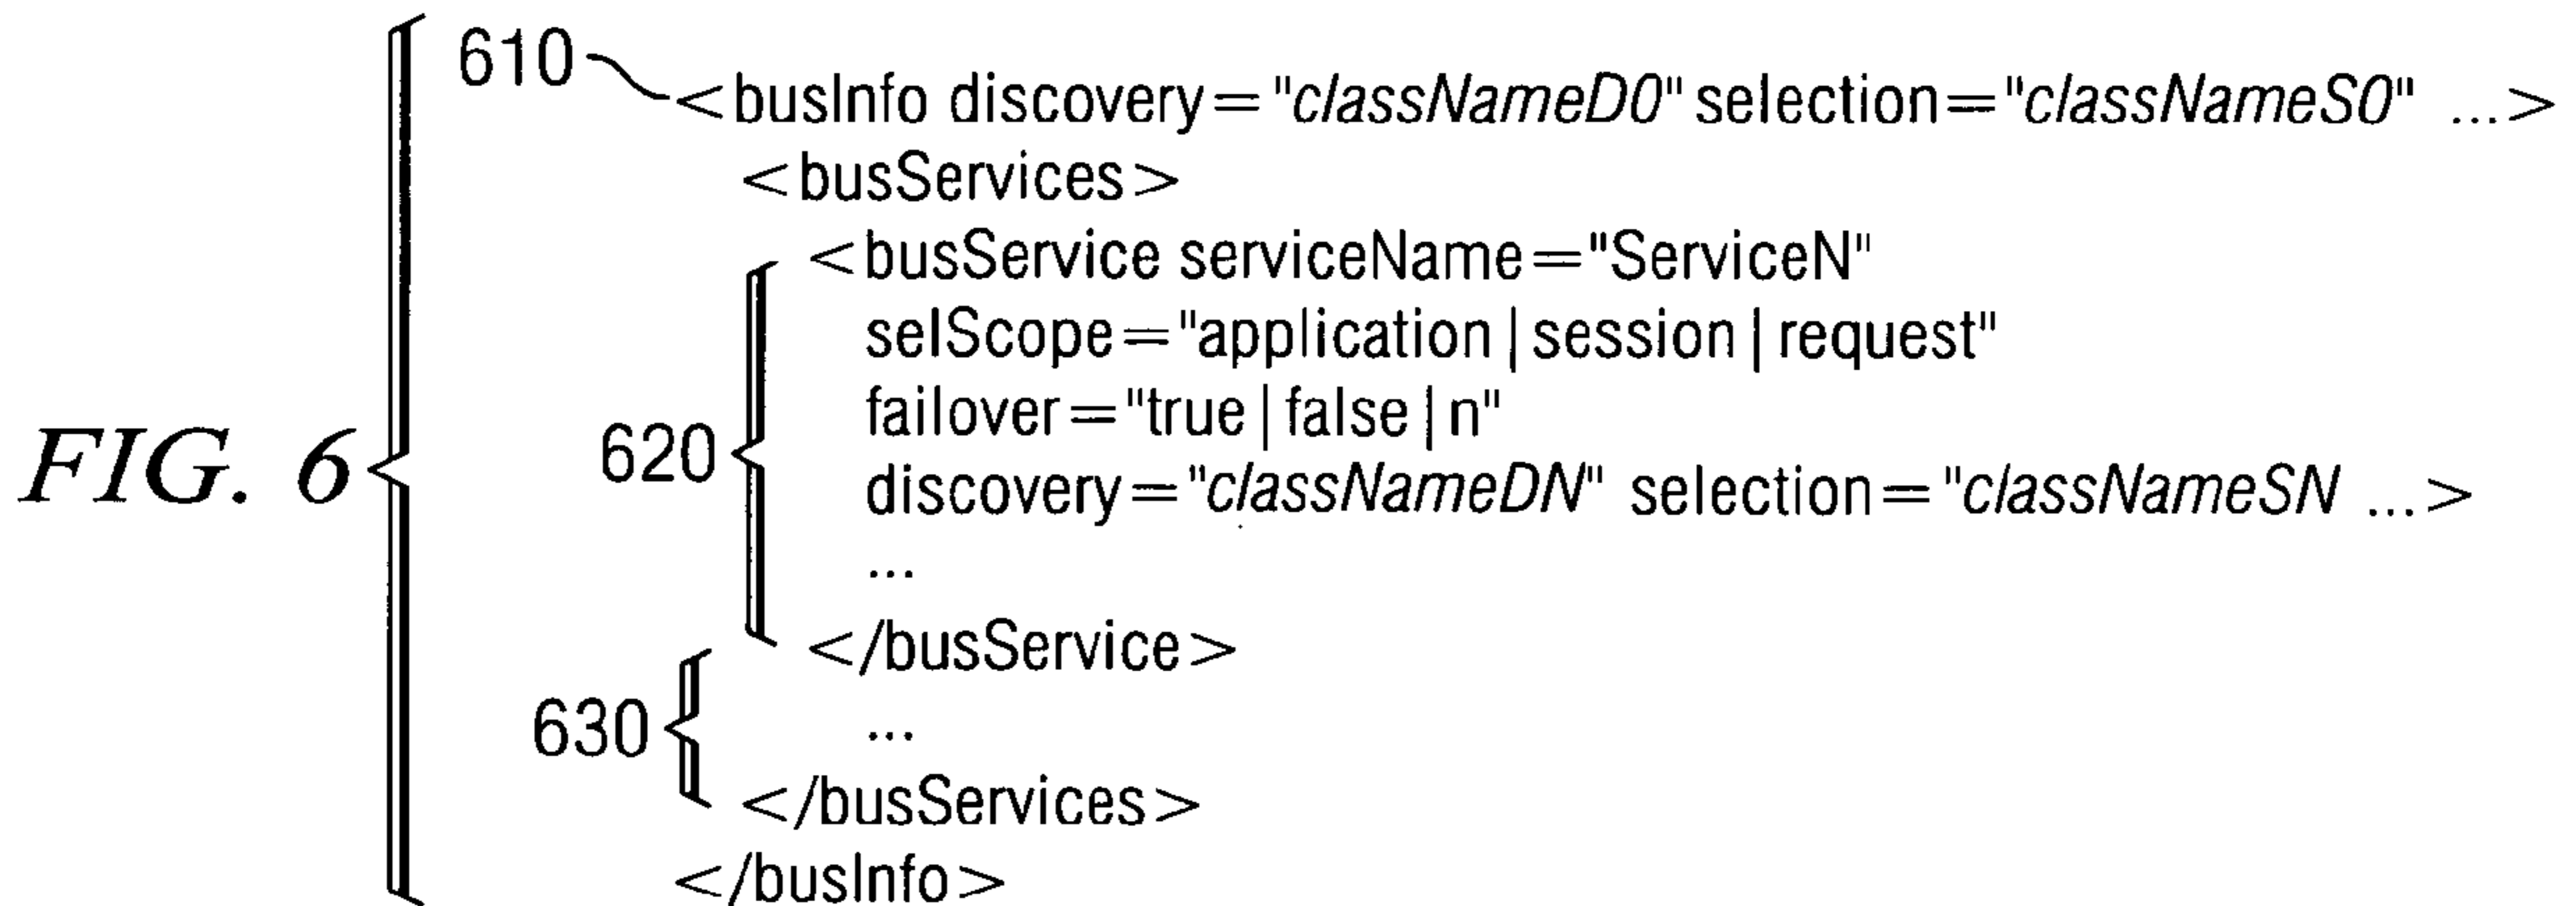 610
<busInfo discovery="classNameD0" selection="classNameS0" ...>
<busServices>
<busService serviceName="ServiceN"
selScope="application|session|request"
failover="true|false|n"
FIG. 6
620
discovery="classNameDN" selection="classNameSN ...>
...
</busService>
630
...
</busServices>
</busInfo>